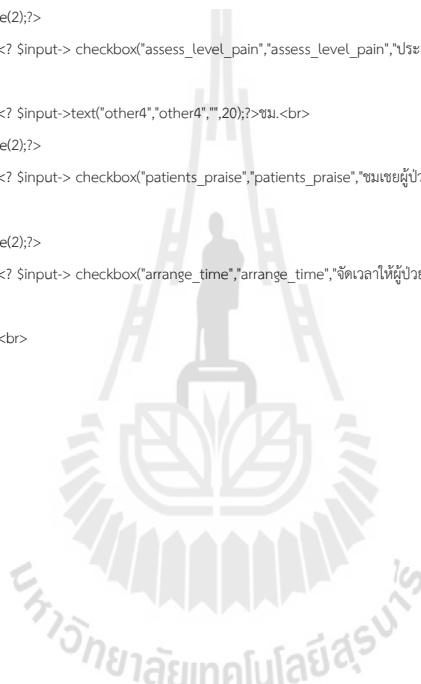 e(2);?>
<? $input-> checkbox("assess_level_pain","assess_level_pain","ประ
<? $input->text("other4","other4","",20);?>ชม.<br>
e(2);?>
<? $input-> checkbox("patients_praise","patients_praise","ชมเชยผู้ป่ว
e(2);?>
<? $input-> checkbox("arrange_time","arrange_time","จัดเวลาให้ผู้ป่วย
<br>
มหาวิทยาลัยเทคโนโลยีสุรนารี